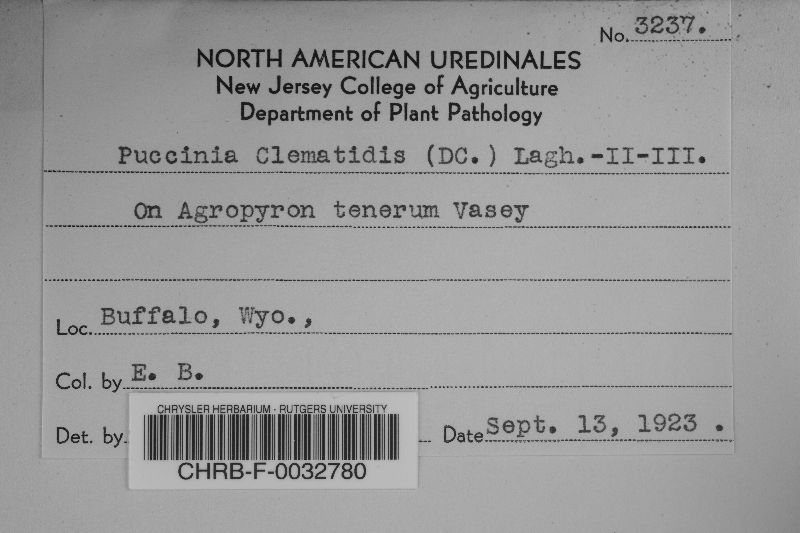 No. 3237.
NORTH AMERICAN UREDINALES
New Jersey College of Agriculture
Department of Plant Pathology
Puccinia Clematidis (DC.) Lagh.-II-III.
On Agropyron tenerum Vasey
Loc. Buffalo, Wyo.,
Col. by E. B.
Det. by
Date Sept. 13, 1923 .
CHRYSLER HERBARIUM - RUTGERS UNIVERSITY
CHRB-F-0032780